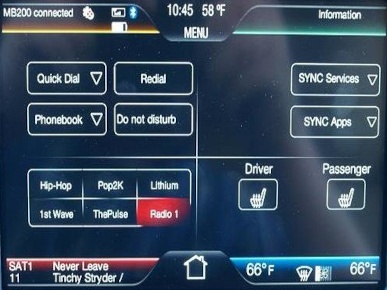 MB200 connected 10:45 58°F Information
MENU
Quick Dial Redial SYNC Services
Phonebook Do not disturb SYNC Apps
Driver Passenger
Hip-Hop Pop2K Lithium
1st Wave ThePulse Radio 1
SAT1 Never Leave 66°F 66°F
11 Tinchy Stryder /